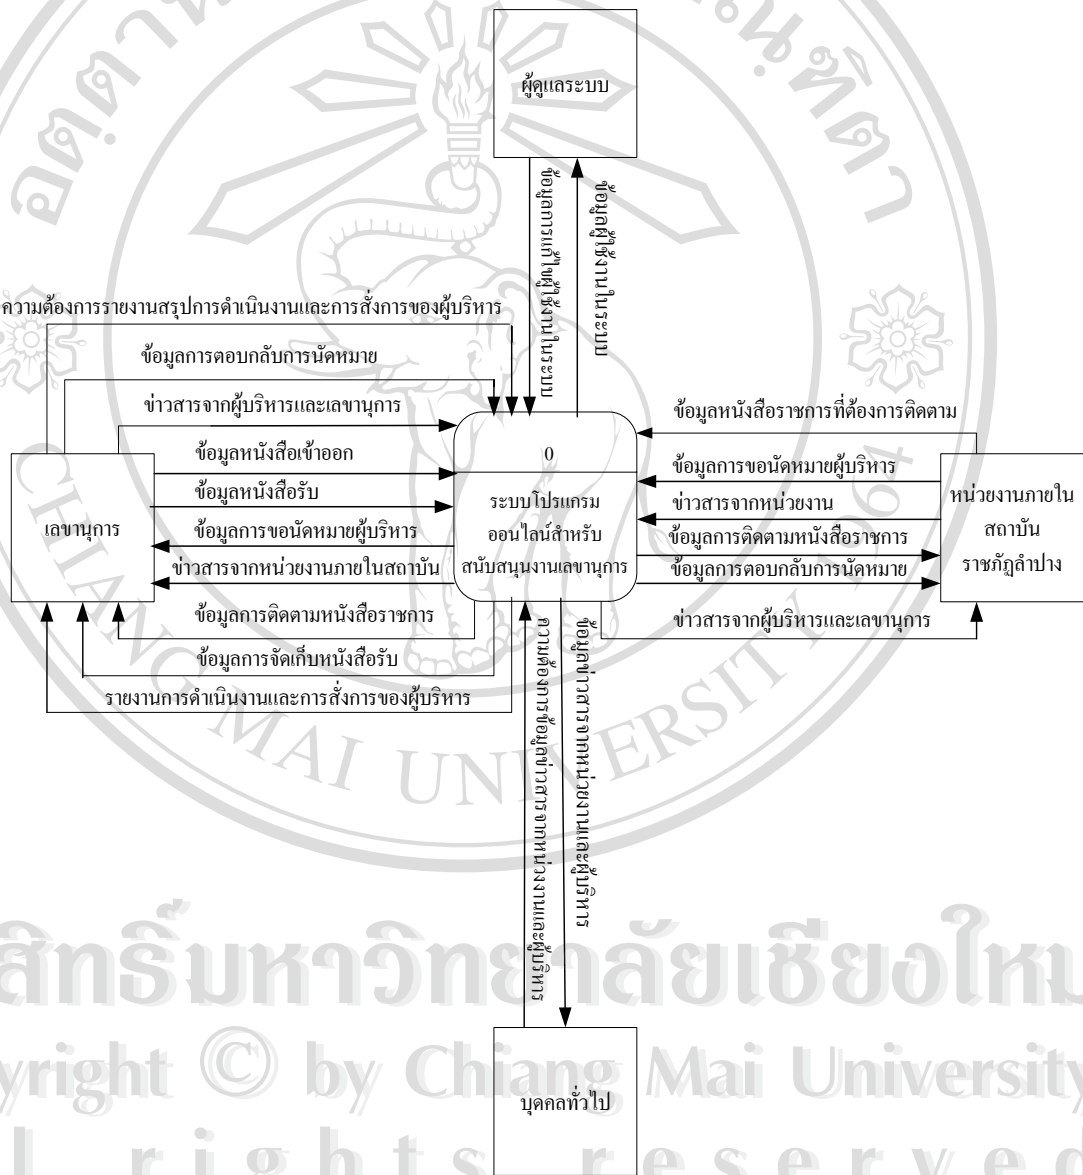 ผู้ดูแลระบบ
ข้อมูลการแก้ไขผู้ใช้งานในระบบ
ข้อมูลผู้ใช้งานในระบบ
ความต้องการรายงานสรุปการดำเนินงานและการสั่งการของผู้บริหาร
ข้อมูลการตอบกลับการนัดหมาย
ข่าวสารจากผู้บริหารและเลขานุการ
ข้อมูลหนังสือเข้าออก
ข้อมูลหนังสือรับ
ข้อมูลการขอนัดหมายผู้บริหาร
ข่าวสารจากหน่วยงานภายในสถาบัน
ข้อมูลการติดตามหนังสือราชการ
ข้อมูลการจัดเก็บหนังสือรับ
รายงานการดำเนินงานและการสั่งการของผู้บริหาร
เลขานุการ
0
ระบบโปรแกรม
ออนไลน์สำหรับ
สนับสนุนงานเลขานุการ
ข้อมูลหนังสือราชการที่ต้องการติดตาม
ข้อมูลการขอนัดหมายผู้บริหาร
ข่าวสารจากหน่วยงาน
ข้อมูลการติดตามหนังสือราชการ
ข้อมูลการตอบกลับการนัดหมาย
ข่าวสารจากผู้บริหารและเลขานุการ
หน่วยงานภายใน
สถาบัน
ราชภัฏลำปาง
ความต้องการข้อมูลข่าวสารจากหน่วงงานและผู้บริหาร
ข้อมูลข่าวสารจากหน่วยงานและผู้บริหาร
บุคคลทั่วไป
CHIANG MAI UNIVERSITY 1964
สิทธิ์มหาวิทยาลัยเชียงใหม
yright © by Chiang Mai University
l rights reserved